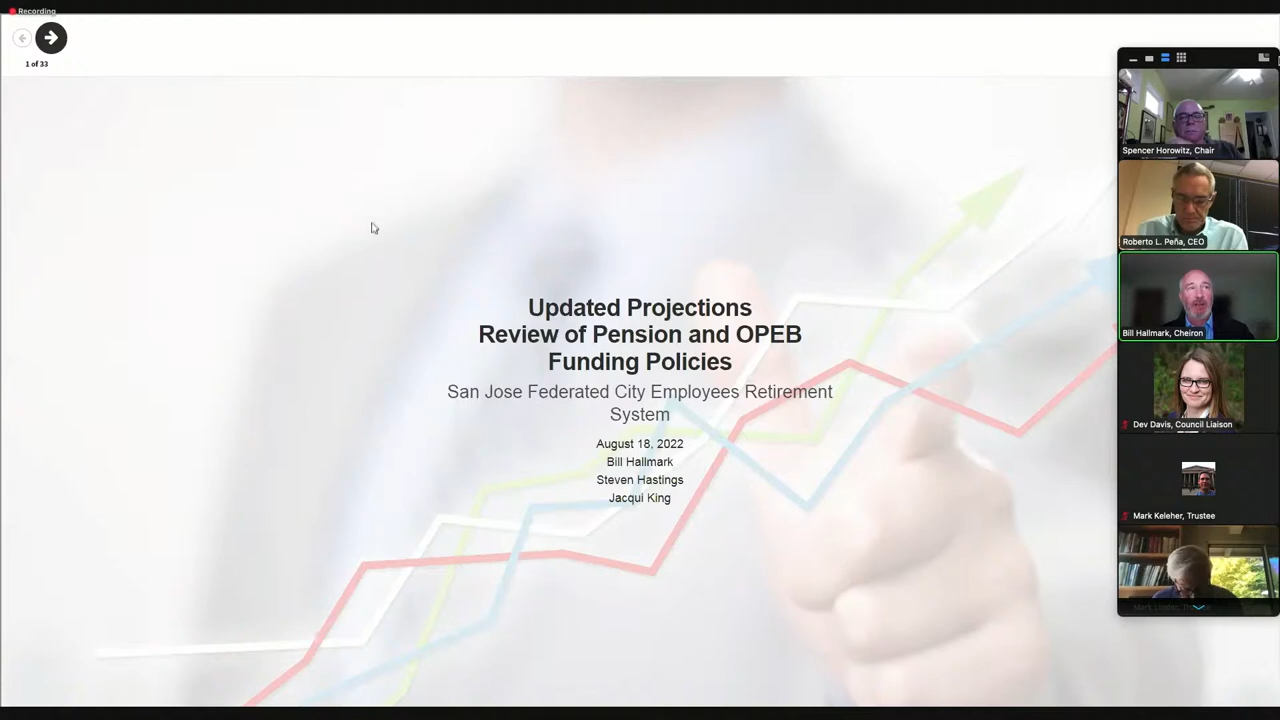 Recording
1 of 33
Updated Projections
Review of Pension and OPEB
Funding Policies
San Jose Federated City Employees Retirement
System
August 18, 2022
Bill Hallmark
Steven Hastings
Jacqui King
Spencer Horowitz, Chair
Roberto L. Peña, CEO
Bill Hallmark, Cheiron
Dev Davis, Council Liaison
Mark Keleher, Trustee